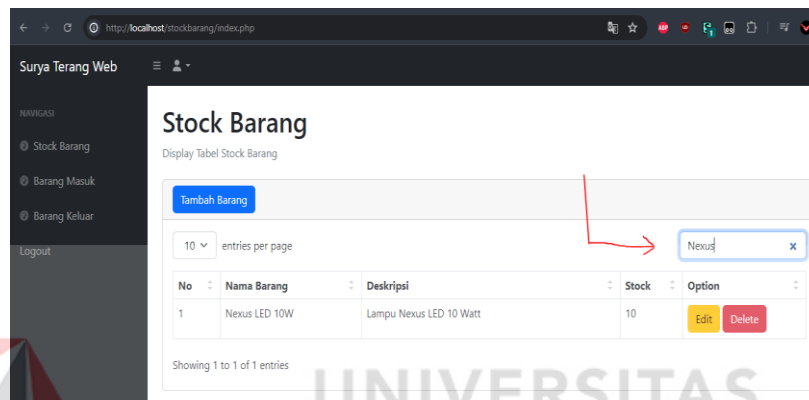 http://localhost/stockbarang/index.php
ABP
1
Surya Terang Web
NAVIGASI
Stock Barang
Barang Masuk
Barang Keluar
Logout
Stock Barang
Display Tabel Stock Barang
Tambah Barang
10 entries per page
Nexus
No Nama Barang Deskripsi Stock Option
1 Nexus LED 10W Lampu Nexus LED 10 Watt 10 Edit Delete
Showing 1 to 1 of 1 entries
UNIVERSITAS